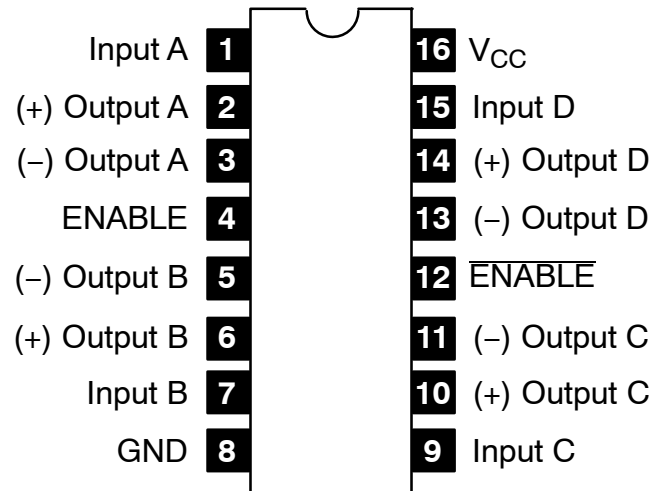 Input A 1 16 VCC
(+) Output A 2 15 Input D
(−) Output A 3 14 (+) Output D
ENABLE 4 13 (−) Output D
(−) Output B 5 12 E̅N̅A̅B̅L̅E̅
(+) Output B 6 11 (−) Output C
Input B 7 10 (+) Output C
GND 8 9 Input C